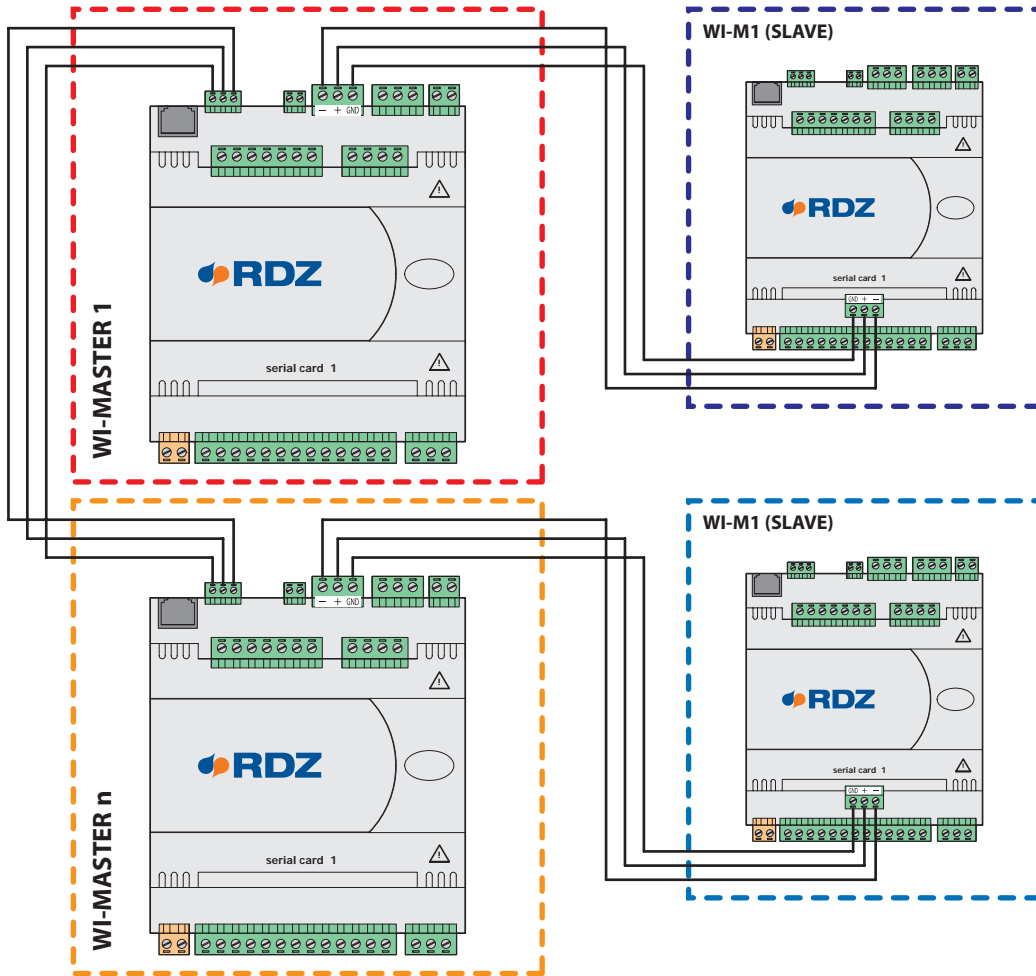 WI-MASTER 1
− + GND
RDZ
serial card 1
WI-M1 (SLAVE)
RDZ
serial card 1
GND + −
WI-MASTER n
− + GND
RDZ
serial card 1
WI-M1 (SLAVE)
RDZ
serial card 1
GND + −